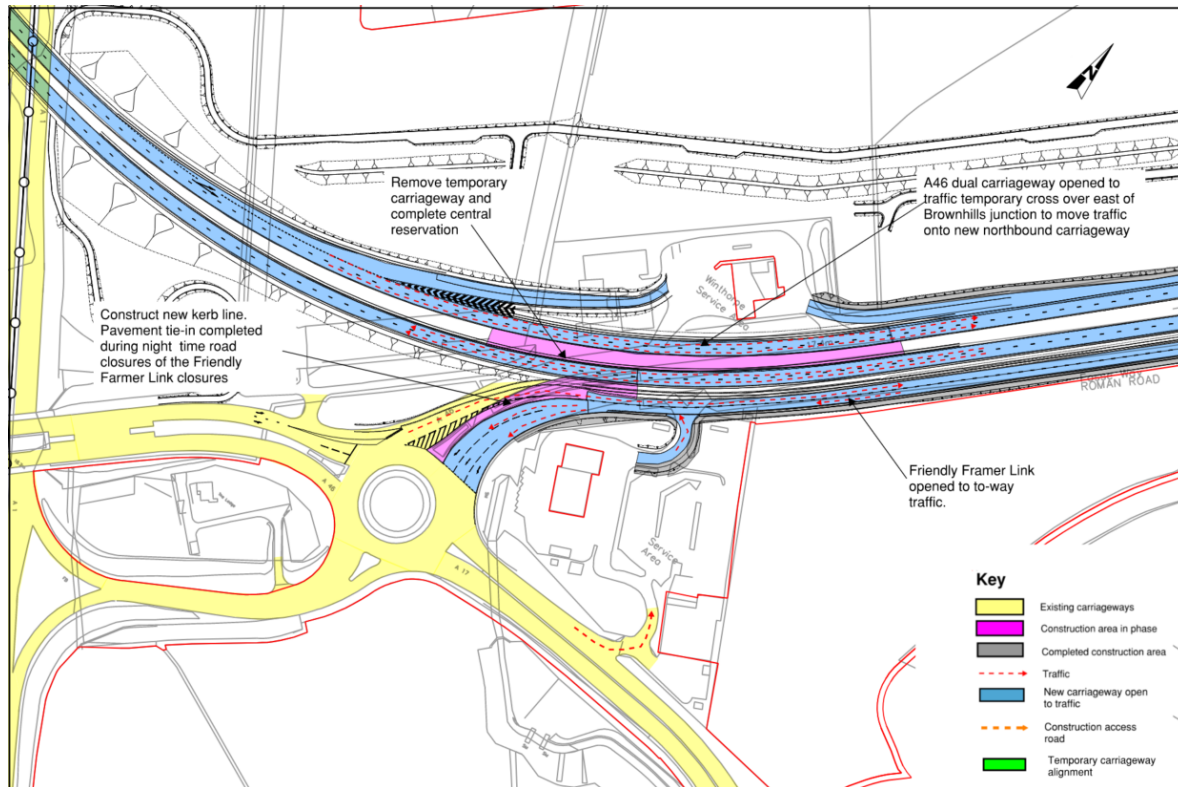 Remove temporary
carriageway and
complete central
reservation
A46 dual carriageway opened to
traffic temporary cross over east of
Brownhills junction to move traffic
onto new northbound carriageway
Winthorpe
Service Area
Construct new kerb line.
Pavement tie-in completed
during night  time road
closures of the Friendly
Farmer Link closures
ROMAN ROAD
Friendly Framer Link
opened to to-way
traffic.
A 46
A1
Service
Area
A 17
Key
Existing carriageways
Construction area in phase
Completed construction area
Traffic
New carriageway open
to traffic
Construction access
road
Temporary carriageway
alignment